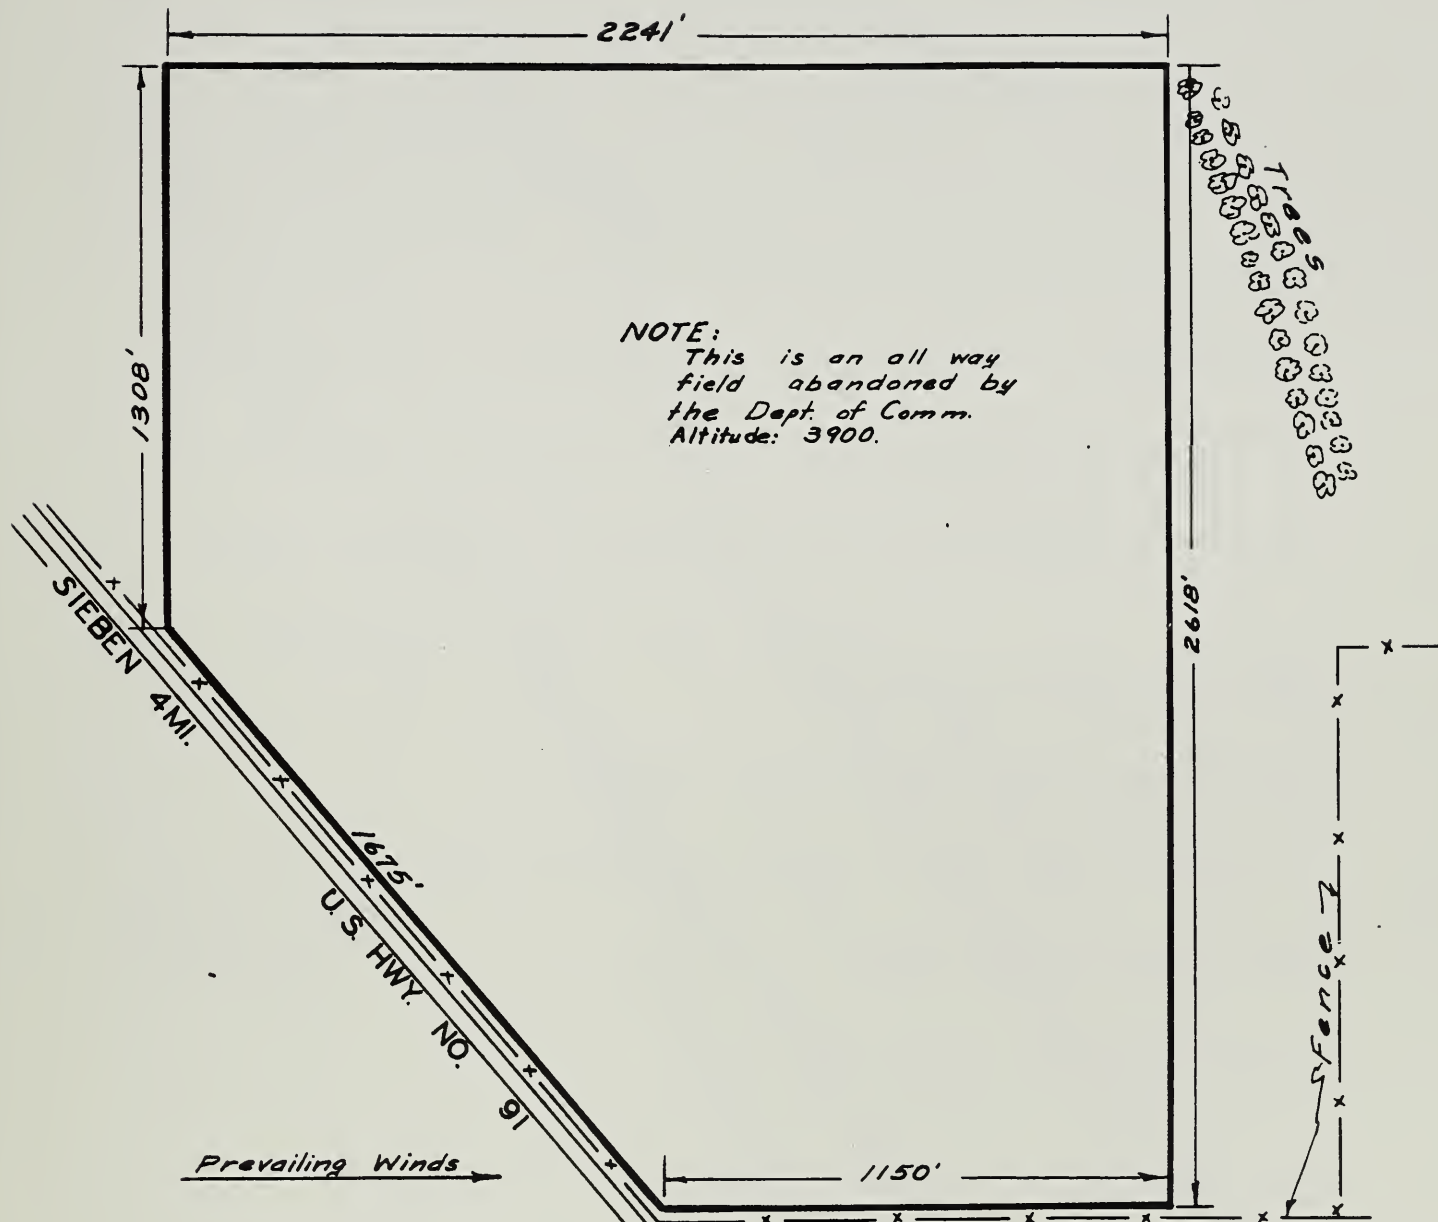 2241'
Trees
1308'
NOTE:
This is an all way
field abandoned by
the Dept. of Comm.
Altitude: 3900.
2618'
SIEBEN 4MI.
1675'
U.S. HWY. NO. 91
Fence
Prevailing Winds
1150'